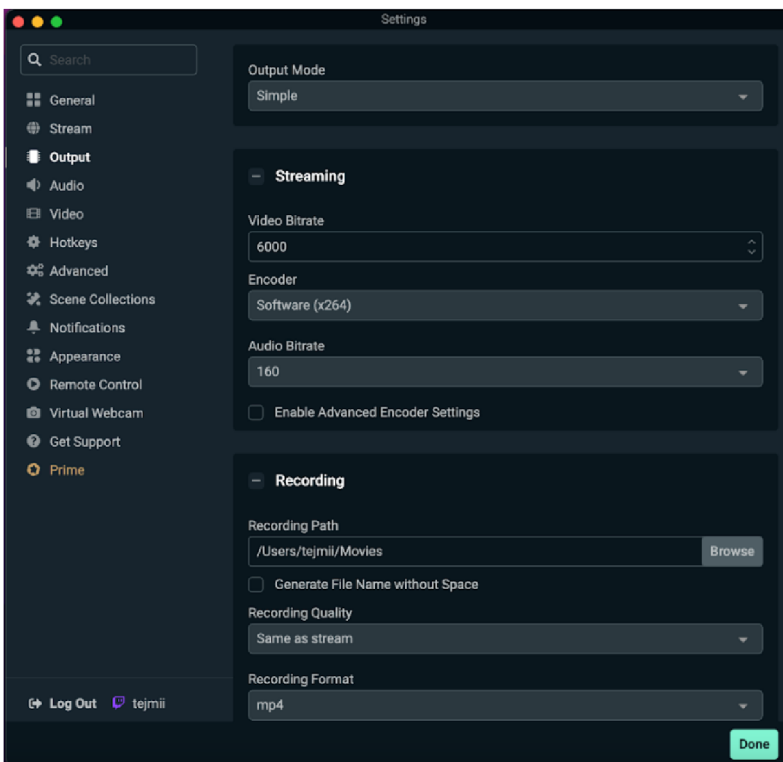 Settings
Search
General
Stream
Output
Audio
Video
Hotkeys
Advanced
Scene Collections
Notifications
Appearance
Remote Control
Virtual Webcam
Get Support
Prime
Log Out tejmii
Output Mode
Simple
Streaming
Video Bitrate
6000
Encoder
Software (x264)
Audio Bitrate
160
Enable Advanced Encoder Settings
Recording
Recording Path
/Users/tejmii/Movies Browse
Generate File Name without Space
Recording Quality
Same as stream
Recording Format
mp4
Done